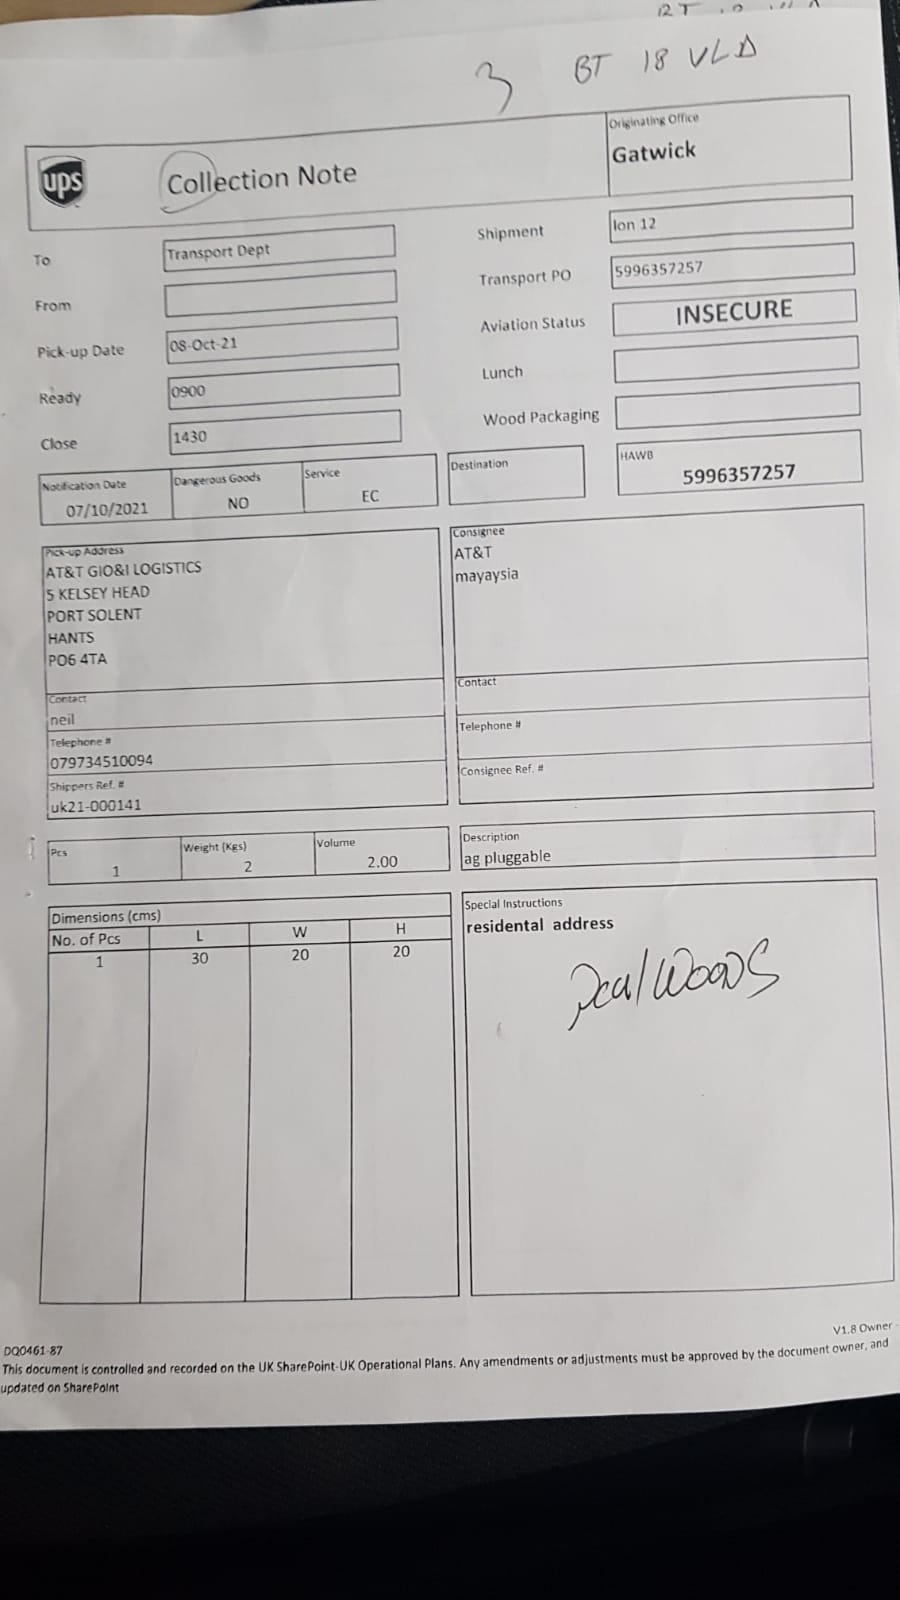 3 BT 18 VLD
ups
Collection Note
Originating Office
Gatwick
To
Transport Dept
Shipment
lon 12
From
Transport PO
5996357257
Pick-up Date
08-Oct-21
Aviation Status
INSECURE
Ready
0900
Lunch
Close
1430
Wood Packaging
Notification Date
07/10/2021
Dangerous Goods
NO
Service
EC
Destination
HAWB
5996357257
Pick-up Address
AT&T GIO&I LOGISTICS
5 KELSEY HEAD
PORT SOLENT
HANTS
PO6 4TA
Contact
neil
Telephone #
079734510094
Shippers Ref. #
uk21-000141
Consignee
AT&T
mayaysia
Contact
Telephone #
Consignee Ref. #
Pcs
1
Weight (Kgs)
2
Volume
2.00
Description
ag pluggable
Dimensions (cms)
No. of Pcs L W H
1 30 20 20
Special Instructions
residental address
WOODS
DQ0461-87
V1.8 Owner
This document is controlled and recorded on the UK SharePoint-UK Operational Plans. Any amendments or adjustments must be approved by the document owner, and
updated on SharePoint